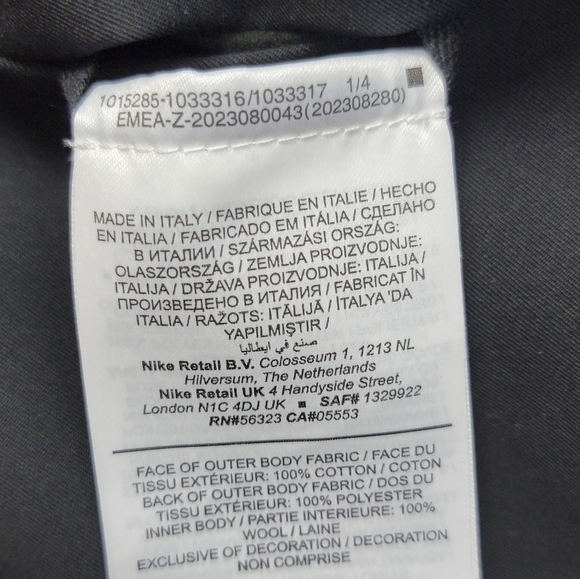 1015285-1033316/1033317 1/4
EMEA-Z-2023080043(202308280)
MADE IN ITALY / FABRIQUE EN ITALIE / HECHO
EN ITALIA / FABRICADO EM ITÁLIA / СДЕЛАНО
В ИТАЛИИ / SZÁRMAZÁSI ORSZÁG:
OLASZORSZÁG / ZEMLJA PROIZVODNJE:
ITALIJA / DRŽAVA PROIZVODNJE: ITALIJA /
ПРОИЗВЕДЕНО В ИТАЛИЯ / FABRICAT ÎN
ITALIA / RAŽOTS: ITĀLIJĀ / İTALYA 'DA
YAPILMIŞTIR /
صنع في ايطاليا
Nike Retail B.V. Colosseum 1, 1213 NL
Hilversum, The Netherlands
Nike Retail UK 4 Handyside Street,
London N1C 4DJ UK ■ SAF# 1329922
RN#56323 CA#05553
FACE OF OUTER BODY FABRIC / FACE DU
TISSU EXTÉRIEUR: 100% COTTON / COTON
BACK OF OUTER BODY FABRIC / DOS DU
TISSU EXTÉRIEUR: 100% POLYESTER
INNER BODY / PARTIE INTERIEURE: 100%
WOOL / LAINE
EXCLUSIVE OF DECORATION / DECORATION
NON COMPRISE